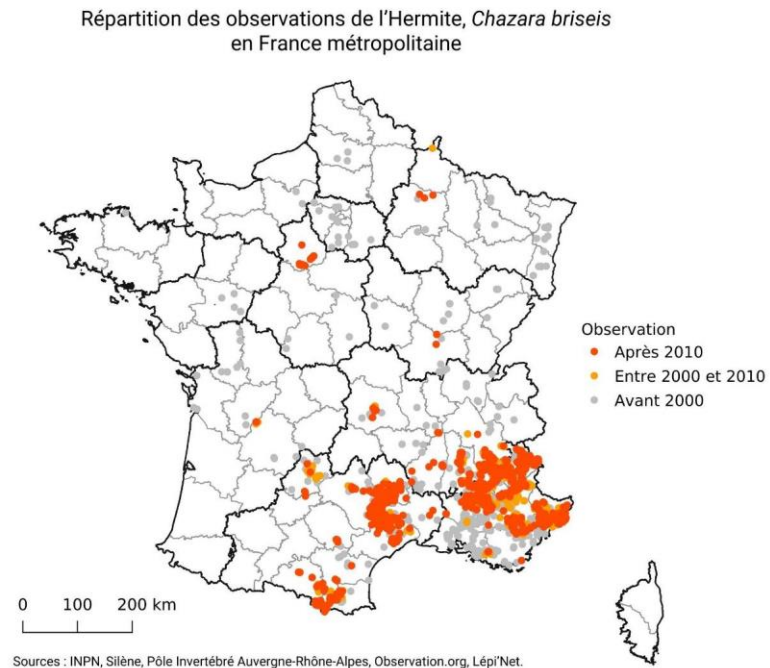 Répartition des observations de l’Hermite, Chazara briseis
en France métropolitaine
Observation
Après 2010
Entre 2000 et 2010
Avant 2000
0 100 200 km
Sources : INPN, Silène, Pôle Invertébré Auvergne-Rhône-Alpes, Observation.org, Lépi’Net.